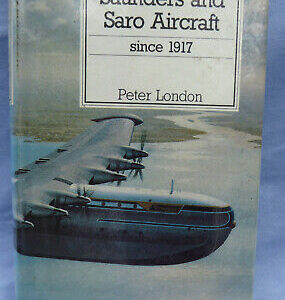 Saunders and
Saro Aircraft
since 1917
Peter London